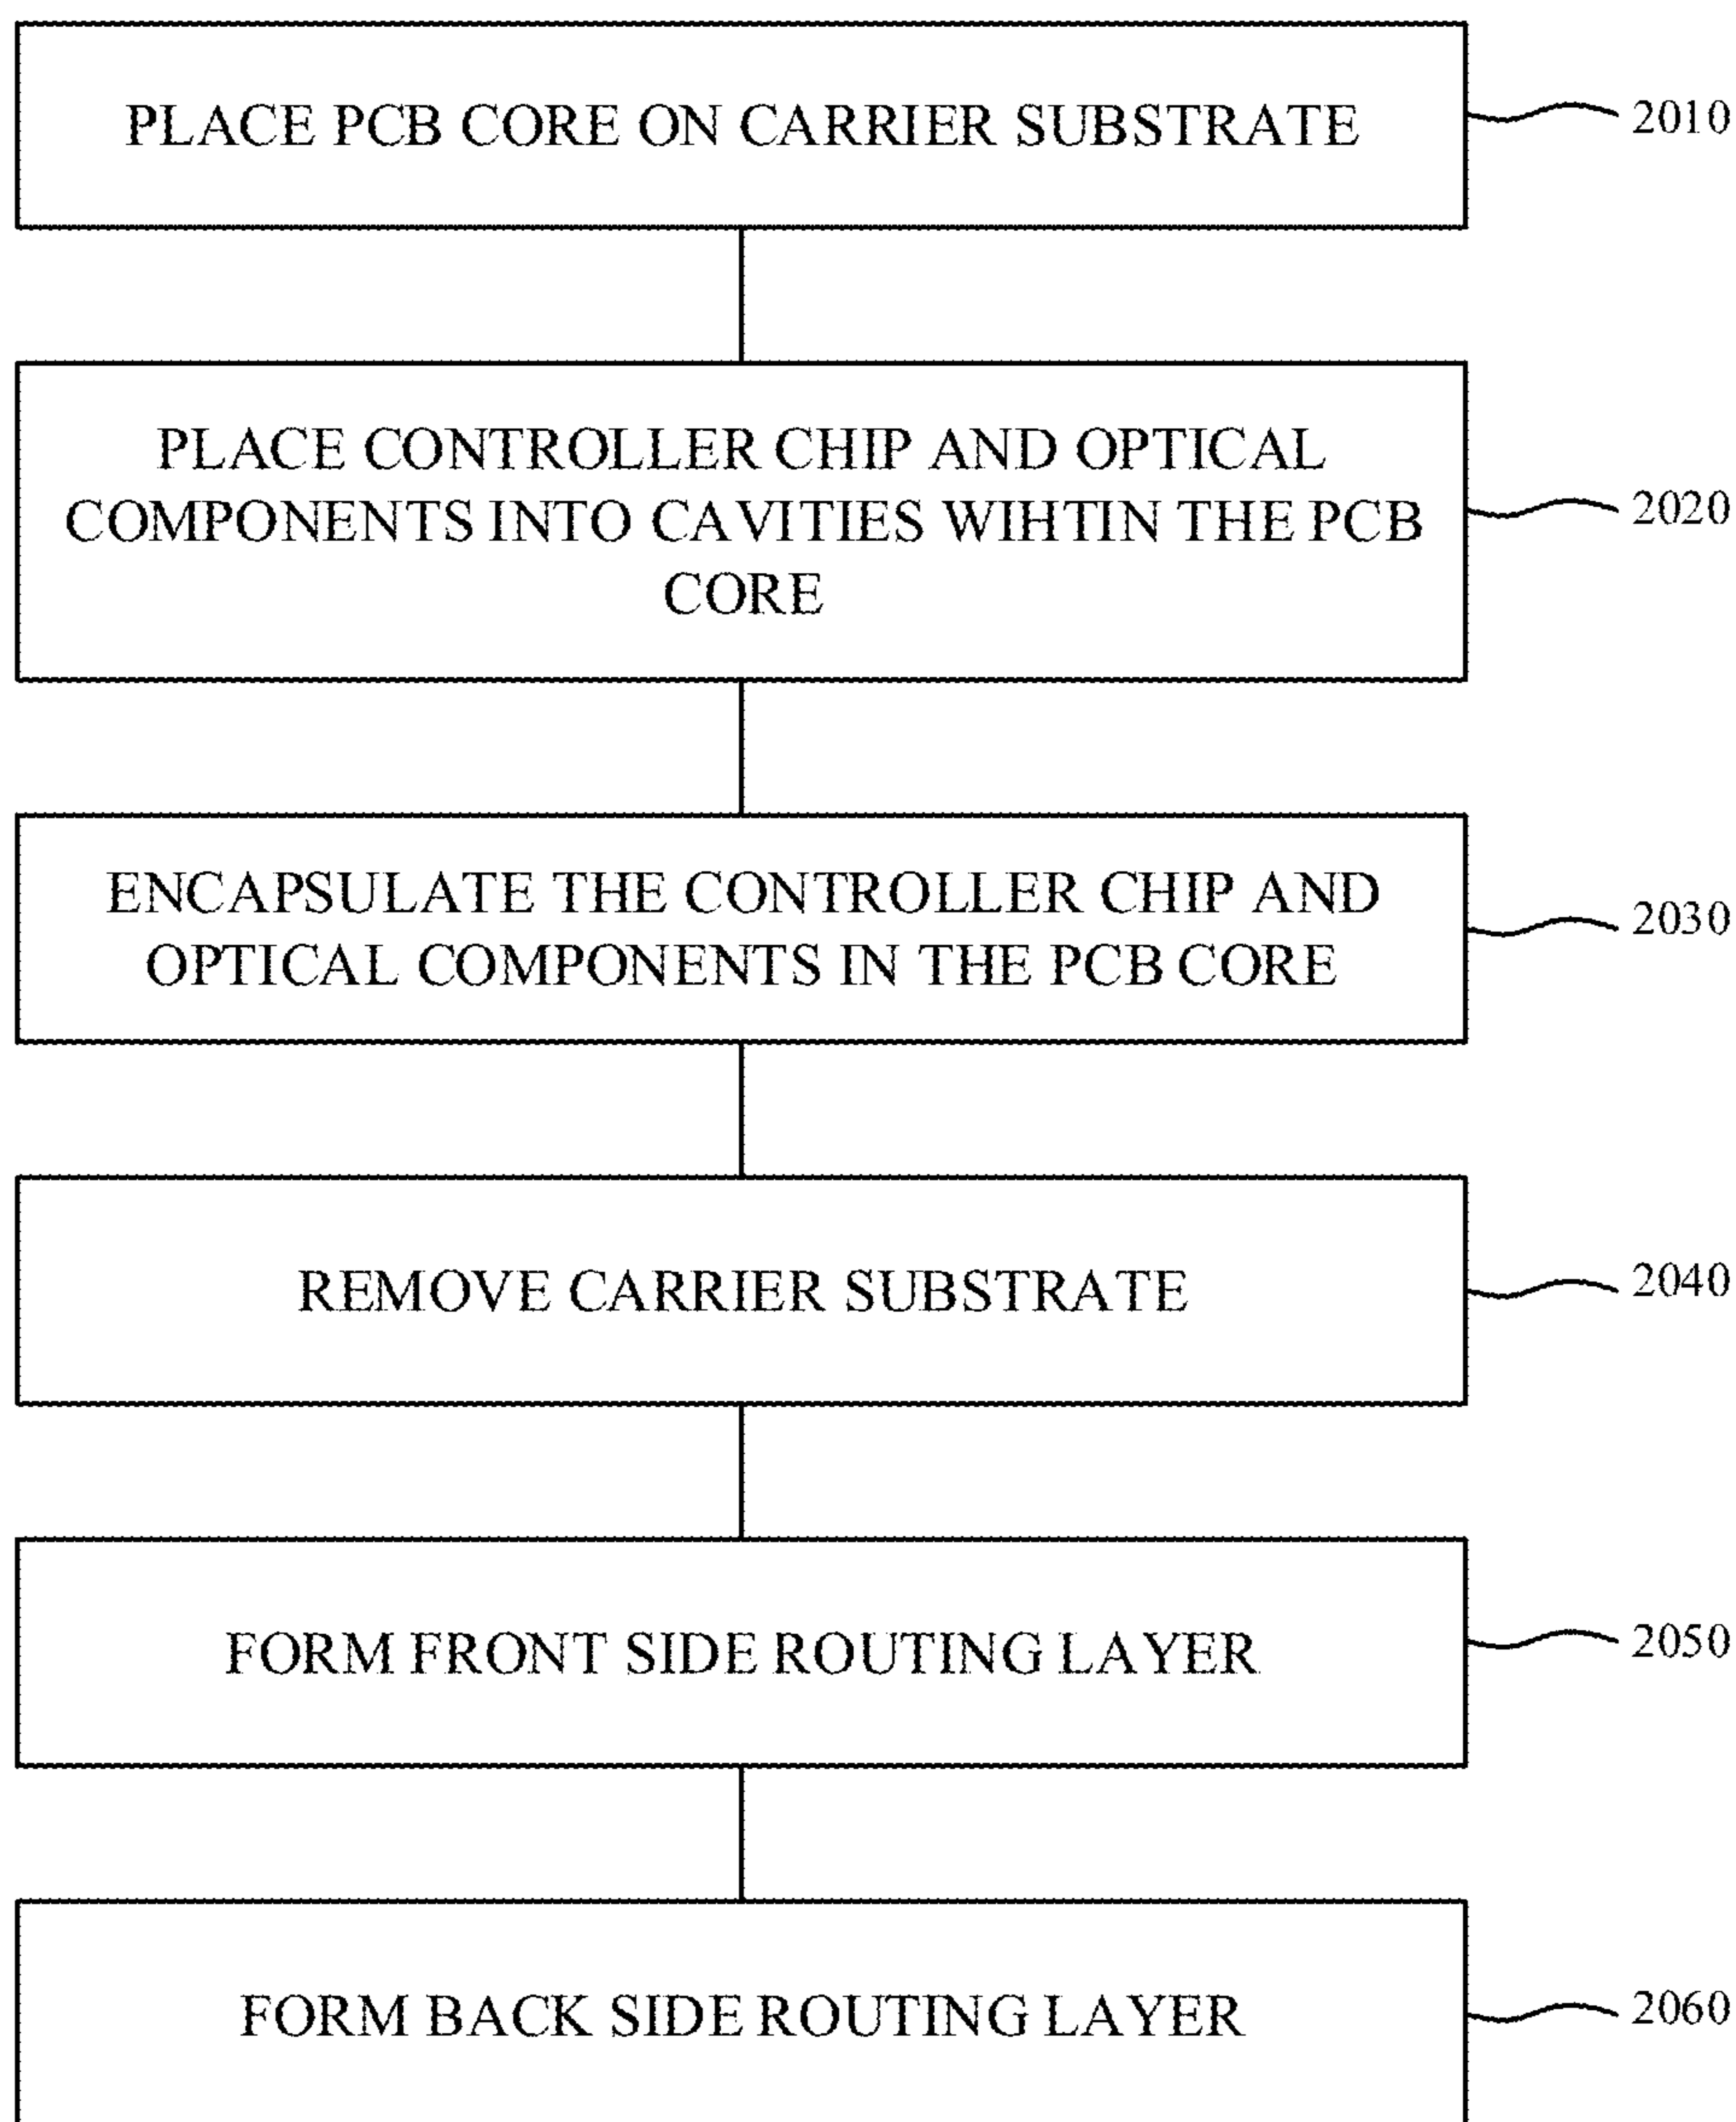 PLACE PCB CORE ON CARRIER SUBSTRATE
2010
PLACE CONTROLLER CHIP AND OPTICAL
COMPONENTS INTO CAVITIES WIHTIN THE PCB
CORE
2020
ENCAPSULATE THE CONTROLLER CHIP AND
OPTICAL COMPONENTS IN THE PCB CORE
2030
REMOVE CARRIER SUBSTRATE
2040
FORM FRONT SIDE ROUTING LAYER
2050
FORM BACK SIDE ROUTING LAYER
2060